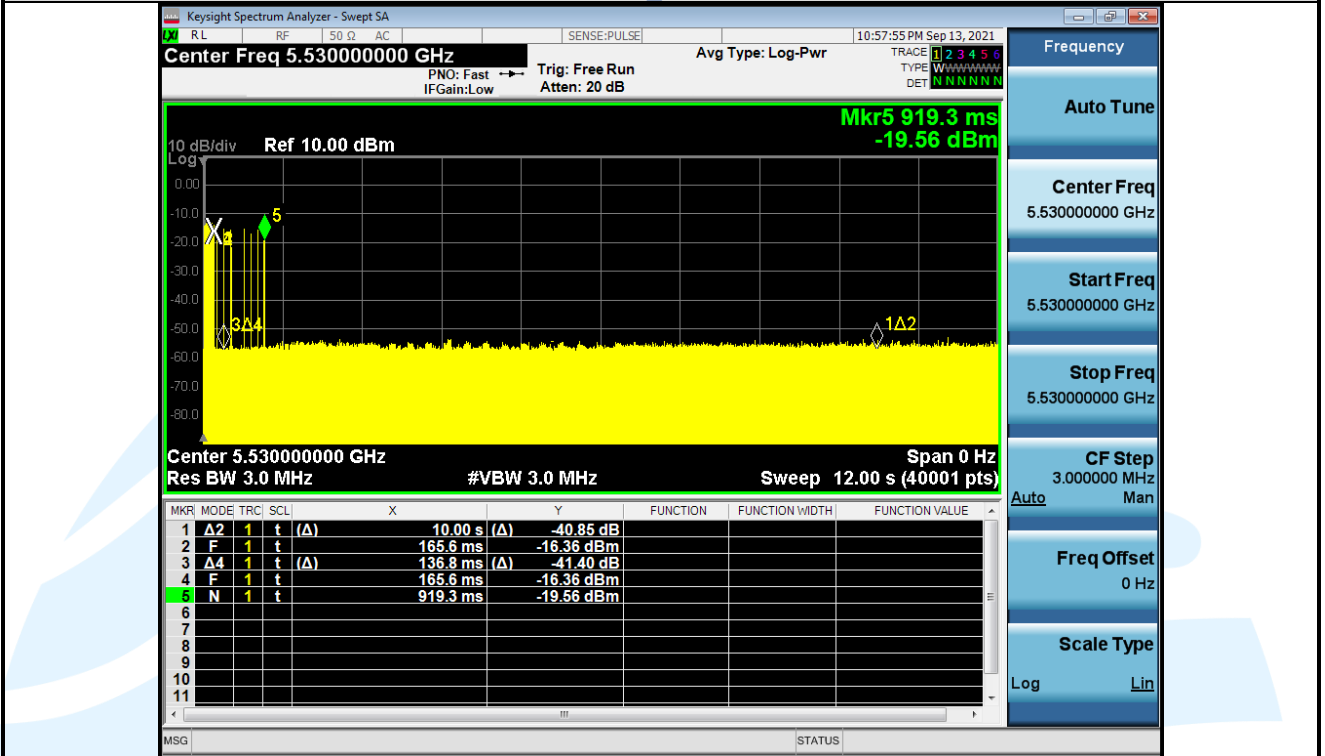 Keysight Spectrum Analyzer - Swept SA
LXI RL RF 50 Ω AC SENSE:PULSE 10:57:55 PM Sep 13, 2021
Center Freq 5.530000000 GHz
PNO: Fast
IFGain:Low
Trig: Free Run
Atten: 20 dB
Avg Type: Log-Pwr
TRACE 1 2 3 4 5 6
TYPE WWWWWW
DET N N N N N N
Mkr5 919.3 ms
-19.56 dBm
10 dB/div Ref 10.00 dBm
Log
0.00
-10.0
-20.0
-30.0
-40.0
-50.0
-60.0
-70.0
-80.0
X
5
3Δ4
1Δ2
Center 5.530000000 GHz Span 0 Hz
Res BW 3.0 MHz #VBW 3.0 MHz Sweep 12.00 s (40001 pts)
MKR MODE TRC SCL X Y FUNCTION FUNCTION WIDTH FUNCTION VALUE
1 Δ2 1 t (Δ) 10.00 s (Δ) -40.85 dB
2 F 1 t 165.6 ms -16.36 dBm
3 Δ4 1 t (Δ) 136.8 ms (Δ) -41.40 dB
4 F 1 t 165.6 ms -16.36 dBm
5 N 1 t 919.3 ms -19.56 dBm
6
7
8
9
10
11
MSG STATUS
Frequency
Auto Tune
Center Freq
5.530000000 GHz
Start Freq
5.530000000 GHz
Stop Freq
5.530000000 GHz
CF Step
3.000000 MHz
Auto Man
Freq Offset
0 Hz
Scale Type
Log Lin